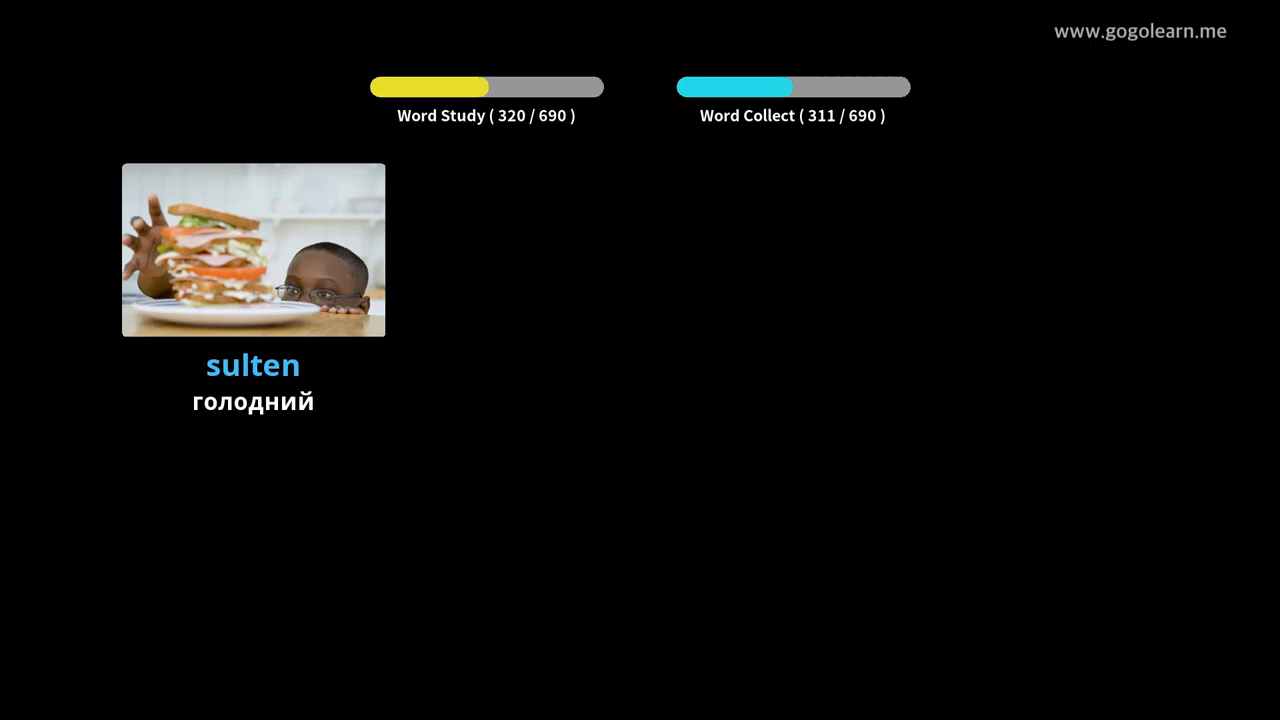 www.gogolearn.me
Word Study ( 320 / 690 )
Word Collect ( 311 / 690 )
sulten
голодний